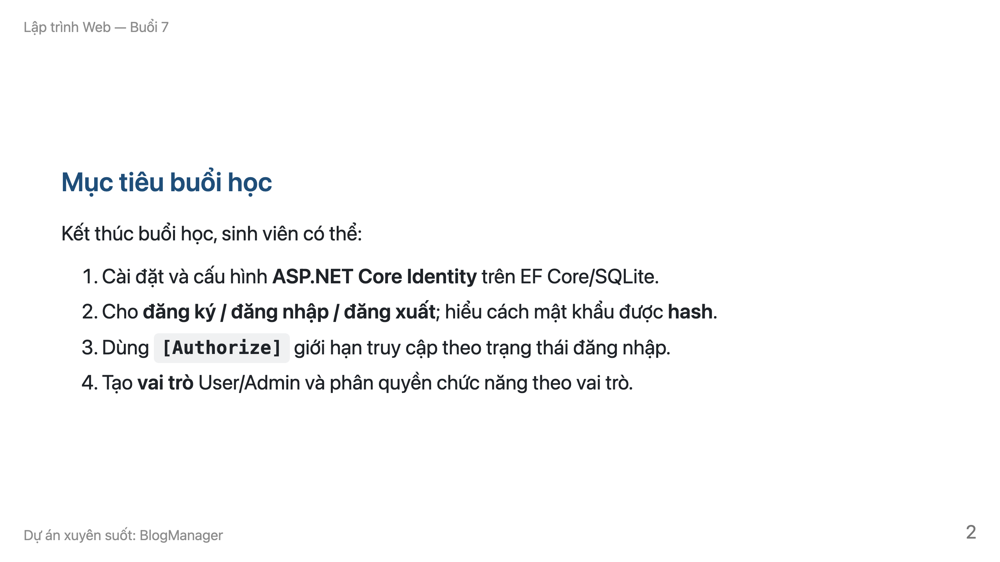 Lập trình Web — Buổi 7
Mục tiêu buổi học
Kết thúc buổi học, sinh viên có thể:
1. Cài đặt và cấu hình ASP.NET Core Identity trên EF Core/SQLite.
2. Cho đăng ký / đăng nhập / đăng xuất; hiểu cách mật khẩu được hash.
3. Dùng [Authorize] giới hạn truy cập theo trạng thái đăng nhập.
4. Tạo vai trò User/Admin và phân quyền chức năng theo vai trò.
Dự án xuyên suốt: BlogManager
2